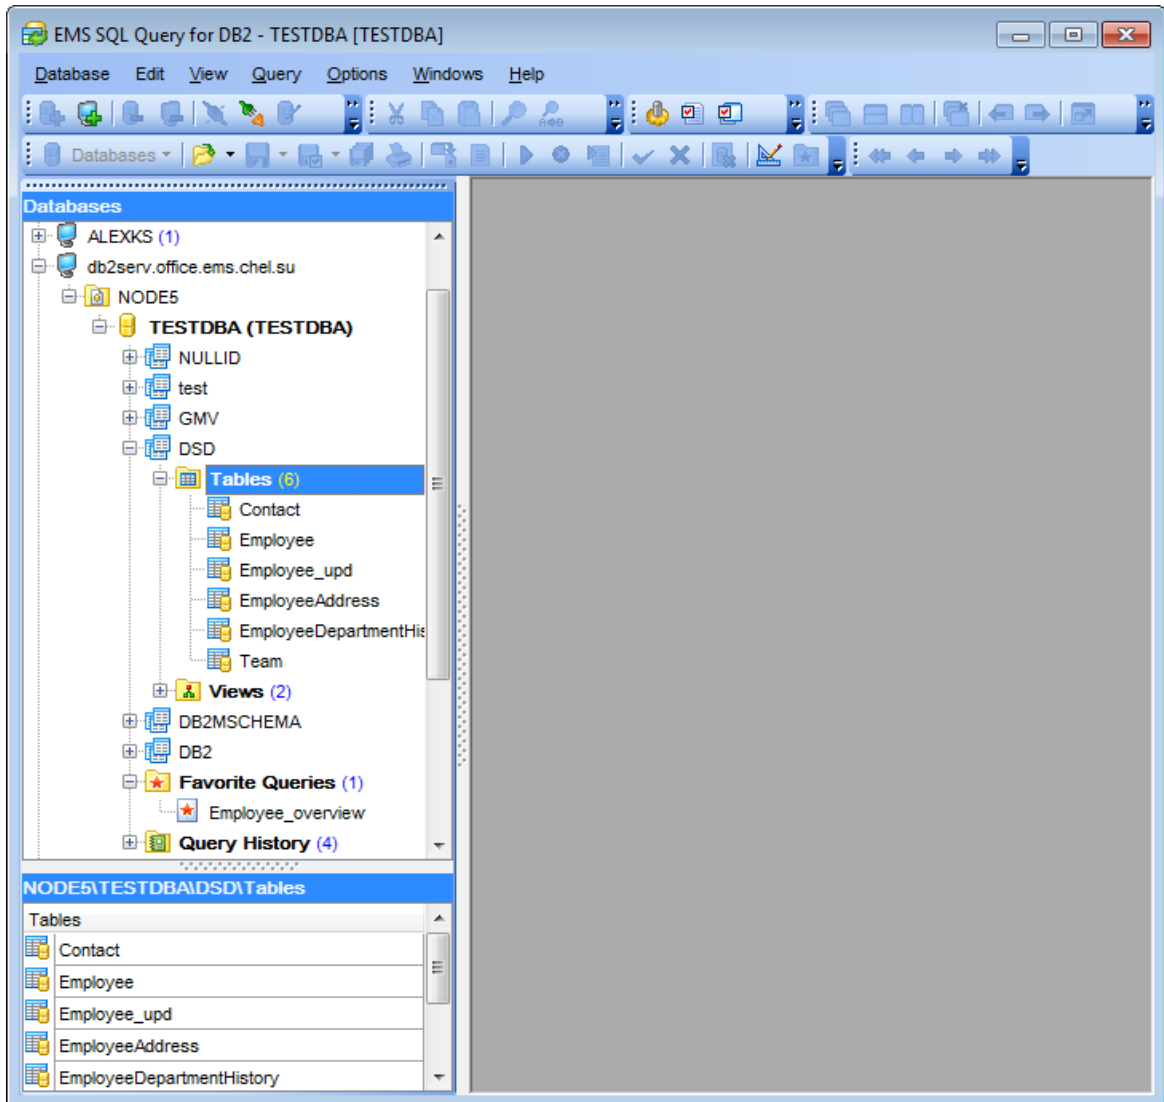 EMS SQL Query for DB2 - TESTDBA [TESTDBA]
Database Edit View Query Options Windows Help
Databases
Databases
ALEXKS (1)
db2serv.office.ems.chel.su
NODE5
TESTDBA (TESTDBA)
NULLID
test
GMV
DSD
Tables (6)
Contact
Employee
Employee_upd
EmployeeAddress
EmployeeDepartmentHis
Team
Views (2)
DB2MSCHEMA
DB2
Favorite Queries (1)
Employee_overview
Query History (4)
NODE5\TESTDBA\DSD\Tables
Tables
Contact
Employee
Employee_upd
EmployeeAddress
EmployeeDepartmentHistory